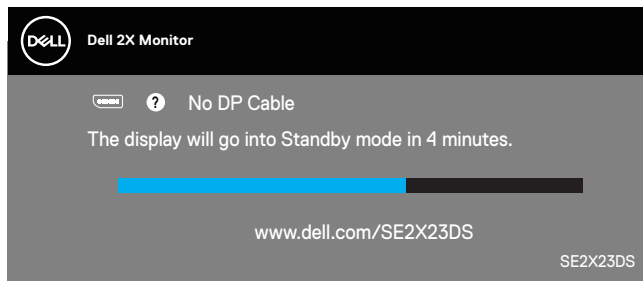 DELL
Dell 2X Monitor
? No DP Cable
The display will go into Standby mode in 4 minutes.
www.dell.com/SE2X23DS
SE2X23DS